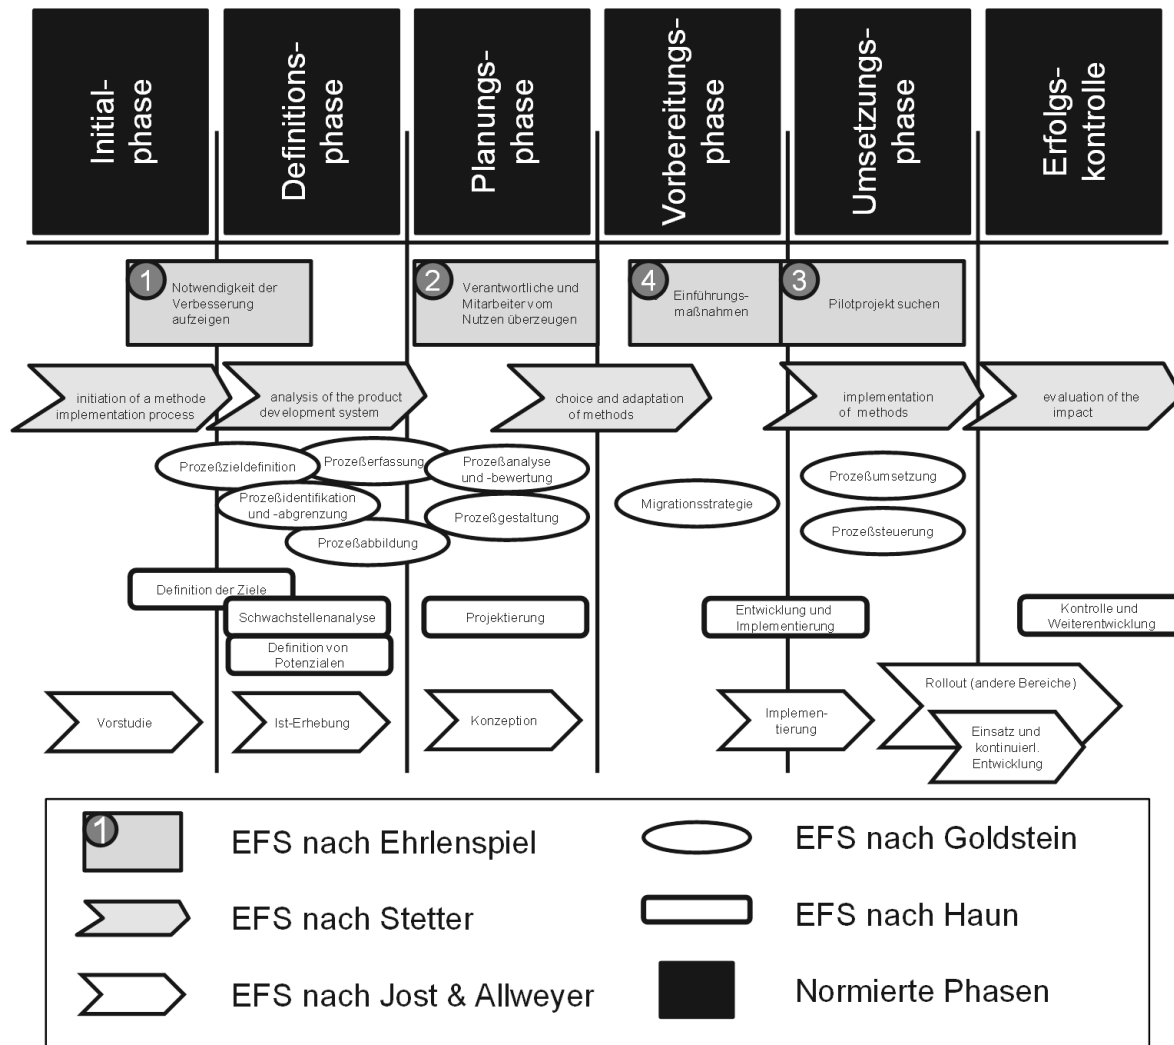 Initial-
phase
Definitions-
phase
Planungs-
phase
Vorbereitungs-
phase
Umsetzungs-
phase
Erfolgs-
kontrolle
1
Notwendigkeit der
Verbesserung
aufzeigen
2
Verantwortliche und
Mitarbeiter vom
Nutzen überzeugen
4
Einführungs-
maßnahmen
3
Pilotprojekt suchen
initiation of a methode
implementation process
analysis of the product
development system
choice and adaptation
of methods
implementation
of methods
evaluation of the
impact
Prozeßzieldefinition
Prozeßerfassung
Prozeßidentifikation
und -abgrenzung
Prozeßabbildung
Prozeßanalyse
und -bewertung
Prozeßgestaltung
Migrationsstrategie
Prozeßumsetzung
Prozeßsteuerung
Definition der Ziele
Schwachstellenanalyse
Definition von
Potenzialen
Projektierung
Entwicklung und
Implementierung
Kontrolle und
Weiterentwicklung
Vorstudie
Ist-Erhebung
Konzeption
Implemen-
tierung
Rollout (andere Bereiche)
Einsatz und
kontinuierl.
Entwicklung
1
EFS nach Ehrlenspiel
EFS nach Stetter
EFS nach Jost & Allweyer
EFS nach Goldstein
EFS nach Haun
Normierte Phasen